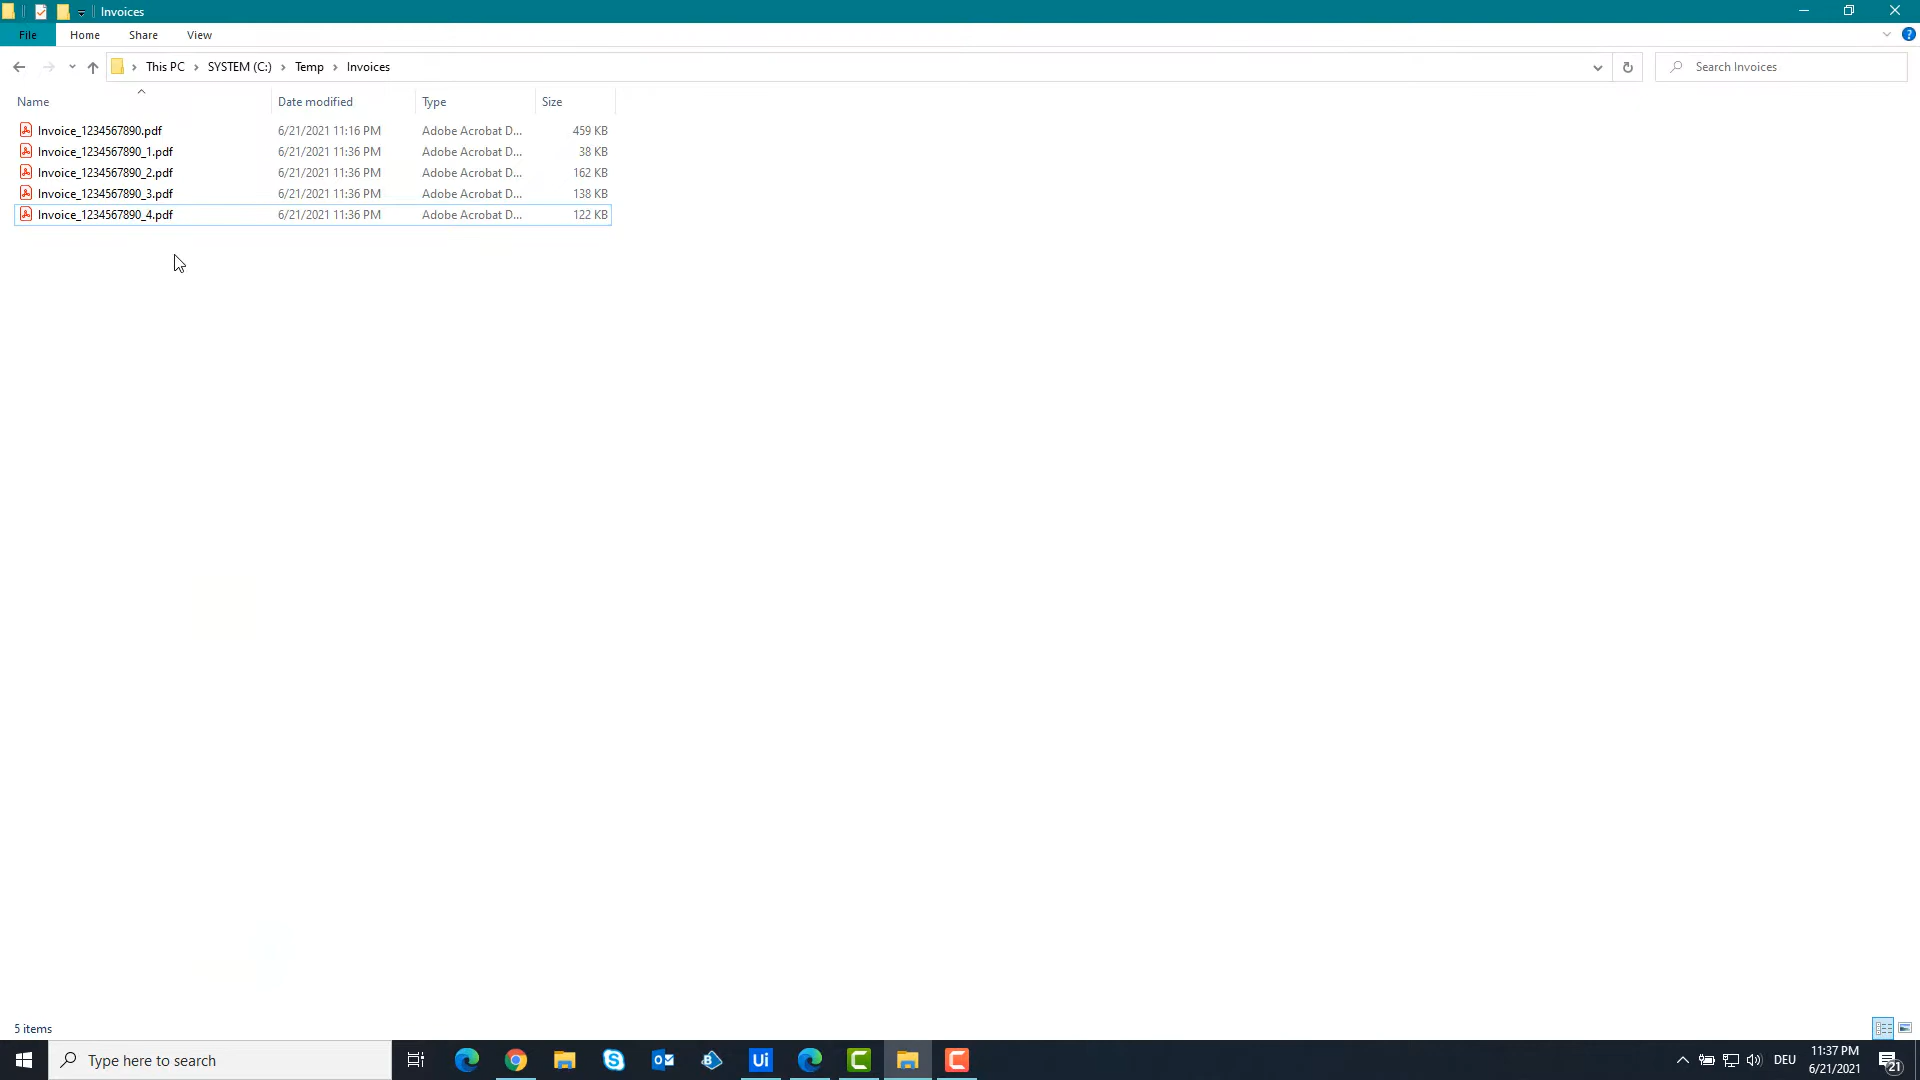 Invoices
File Home Share View
This PC SYSTEM (C:) Temp Invoices
Search Invoices
Name Date modified Type Size
Invoice_1234567890.pdf 6/21/2021 11:16 PM Adobe Acrobat D... 459 KB
Invoice_1234567890_1.pdf 6/21/2021 11:36 PM Adobe Acrobat D... 38 KB
Invoice_1234567890_2.pdf 6/21/2021 11:36 PM Adobe Acrobat D... 162 KB
Invoice_1234567890_3.pdf 6/21/2021 11:36 PM Adobe Acrobat D... 138 KB
Invoice_1234567890_4.pdf 6/21/2021 11:36 PM Adobe Acrobat D... 122 KB
5 items
Type here to search
Ui
DEU
11:37 PM
6/21/2021
21